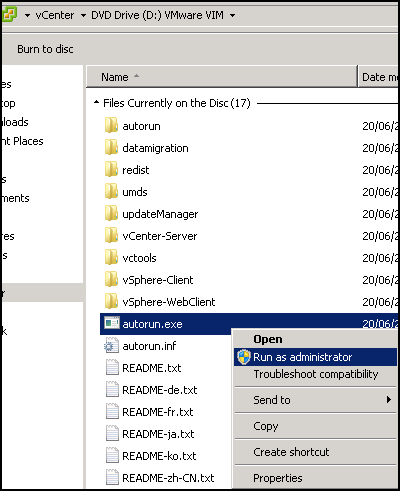 vCenter DVD Drive (D:) VMware VIM
Burn to disc
Name Date mo
Files Currently on the Disc (17)
autorun 20/06/2
top datamigration 20/06/2
nloads redist 20/06/2
nt Places umds 20/06/2
s updateManager 20/06/2
ments vCenter-Server 20/06/2
vctools 20/06/2
res vSphere-Client 20/06/2
s vSphere-WebClient 20/06/2
r autorun.exe 20/06/2
autorun.inf Open
k README.txt Run as administrator
README-de.txt Troubleshoot compatibility
README-fr.txt Send to
README-ja.txt Copy
README-ko.txt Create shortcut
README-zh-CN.txt Properties